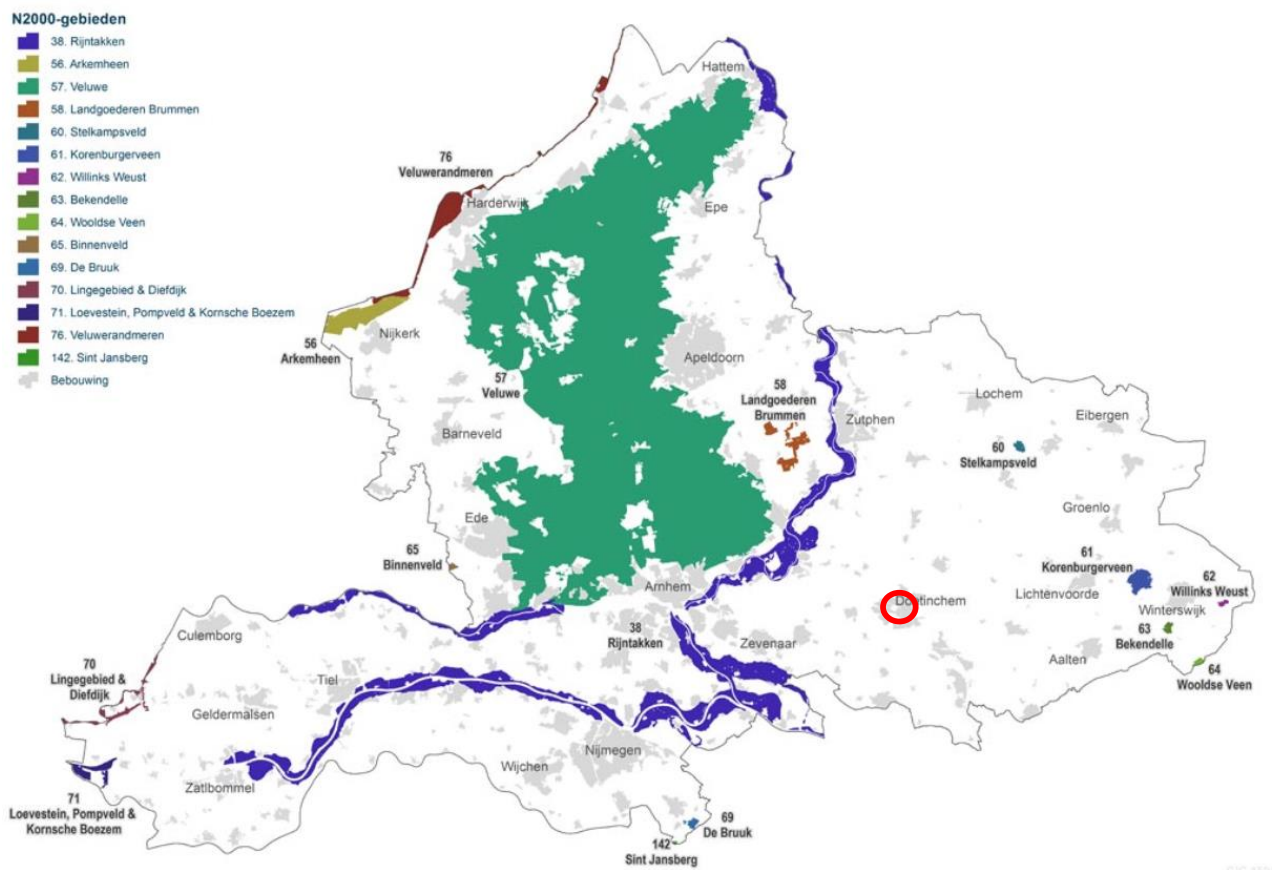 N2000-gebieden
38. Rijntakken
56. Arkemheen
57. Veluwe
58. Landgoederen Brummen
60. Stelkampsveld
61. Korenburgerveen
62. Willinks Weust
63. Bekendelle
64. Wooldse Veen
65. Binnenveld
69. De Bruuk
70. Lingegebied & Diefdijk
71. Loevestein, Pompveld & Kornsche Boezem
76. Veluwerandmeren
142. Sint Jansberg
Bebouwing
Hattem
76
Veluwerandmeren
Harderwijk
Epe
Nijkerk
56
Arkemheen
Apeldoorn
57
Veluwe
58
Landgoederen
Brummen
Lochem
Eibergen
Zutphen
Barneveld
60
Stelkampsveld
Groenlo
Ede
65
Binnenveld
61
Korenburgerveen
62
Willinks Weust
Arnhem
Doetinchem
Lichtenvoorde
Winterswijk
Culemborg
38
Rijntakken
Zevenaar
63
Bekendelle
Aalten
64
Wooldse Veen
70
Lingegebied &
Diefdijk
Tiel
Geldermalsen
Nijmegen
Wijchen
Zatlbommel
71
Loevestein, Pompveld &
Kornsche Boezem
69
De Bruuk
142
Sint Jansberg